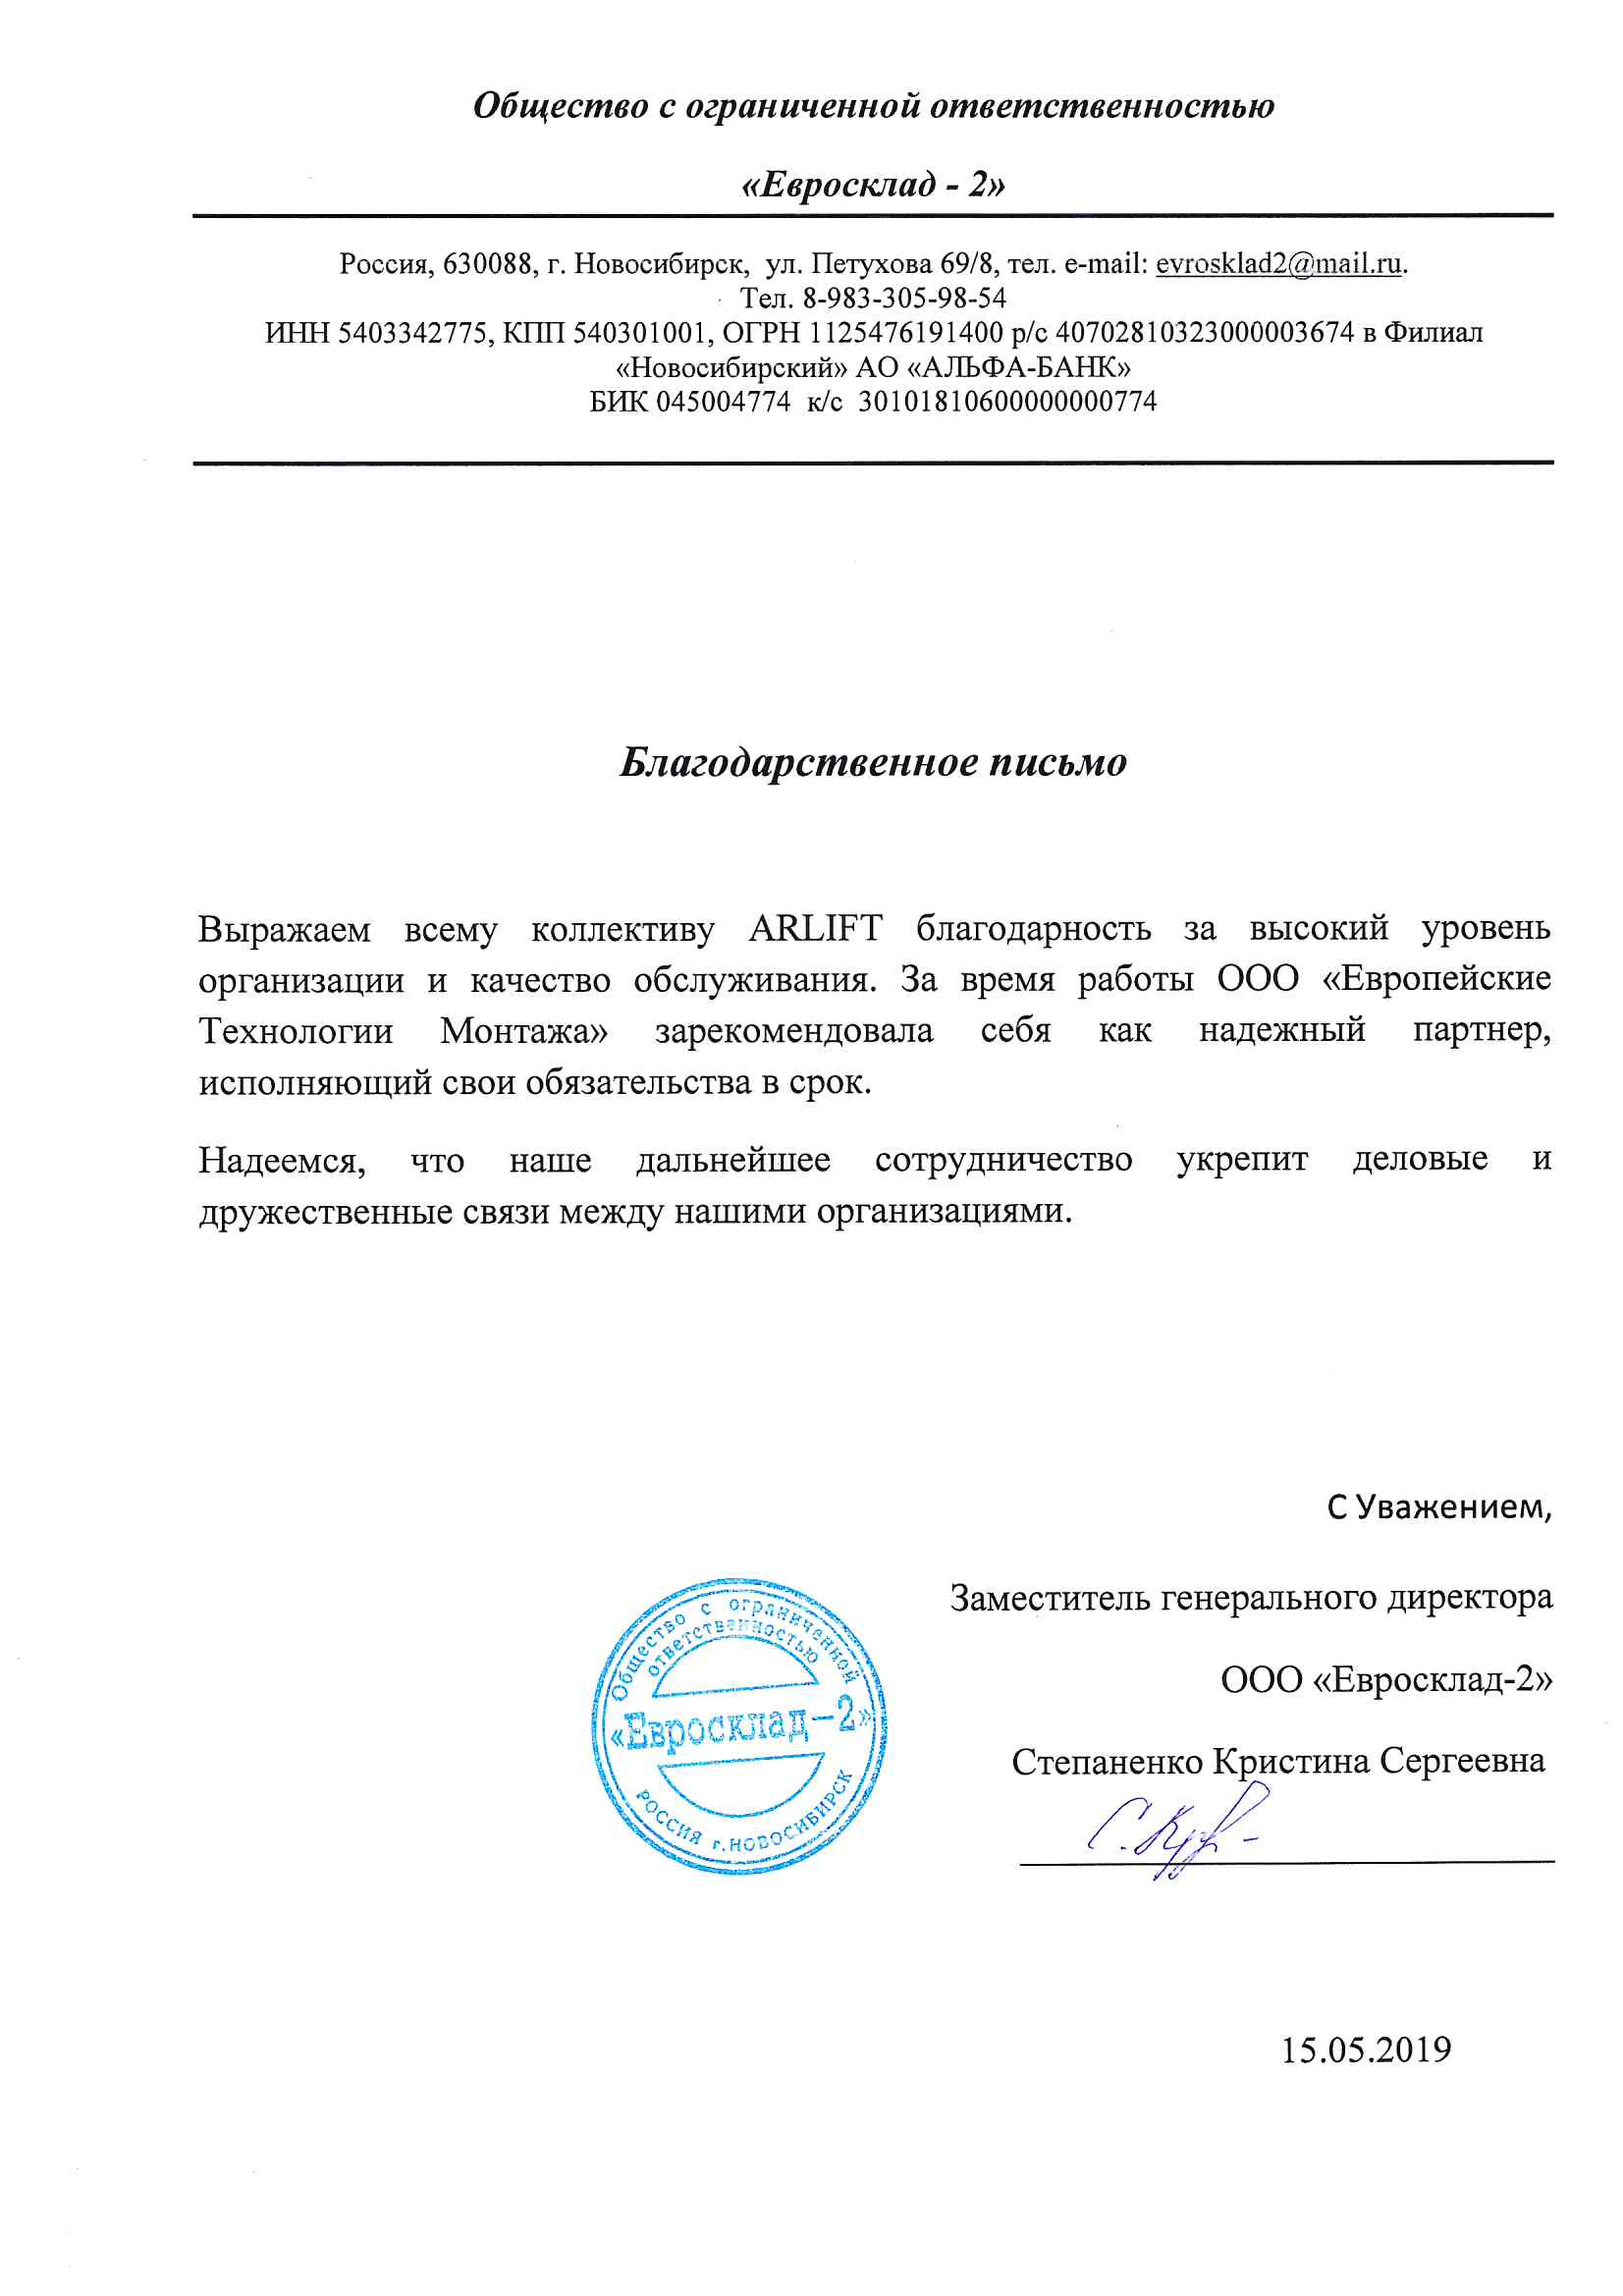 Общество с ограниченной ответственностью
«Евросклад - 2»
Россия, 630088, г. Новосибирск, ул. Петухова 69/8, тел. e-mail: evrosklad2@mail.ru.
Тел. 8-983-305-98-54
ИНН 5403342775, КПП 540301001, ОГРН 1125476191400 р/с 40702810323000003674 в Филиал
«Новосибирский» АО «АЛЬФА-БАНК»
БИК 045004774 к/с 30101810600000000774
Благодарственное письмо
Выражаем всему коллективу ARLIFT благодарность за высокий уровень
организации и качество обслуживания. За время работы ООО «Европейские
Технологии Монтажа» зарекомендовала себя как надежный партнер,
исполняющий свои обязательства в срок.
Надеемся, что наше дальнейшее сотрудничество укрепит деловые и
дружественные связи между нашими организациями.
С Уважением,
Заместитель генерального директора
ООО «Евросклад-2»
Степаненко Кристина Сергеевна
Общество с ограниченной
ответственностью
«Евросклад-2»
РОССИЯ г.НОВОСИБИРСК
15.05.2019